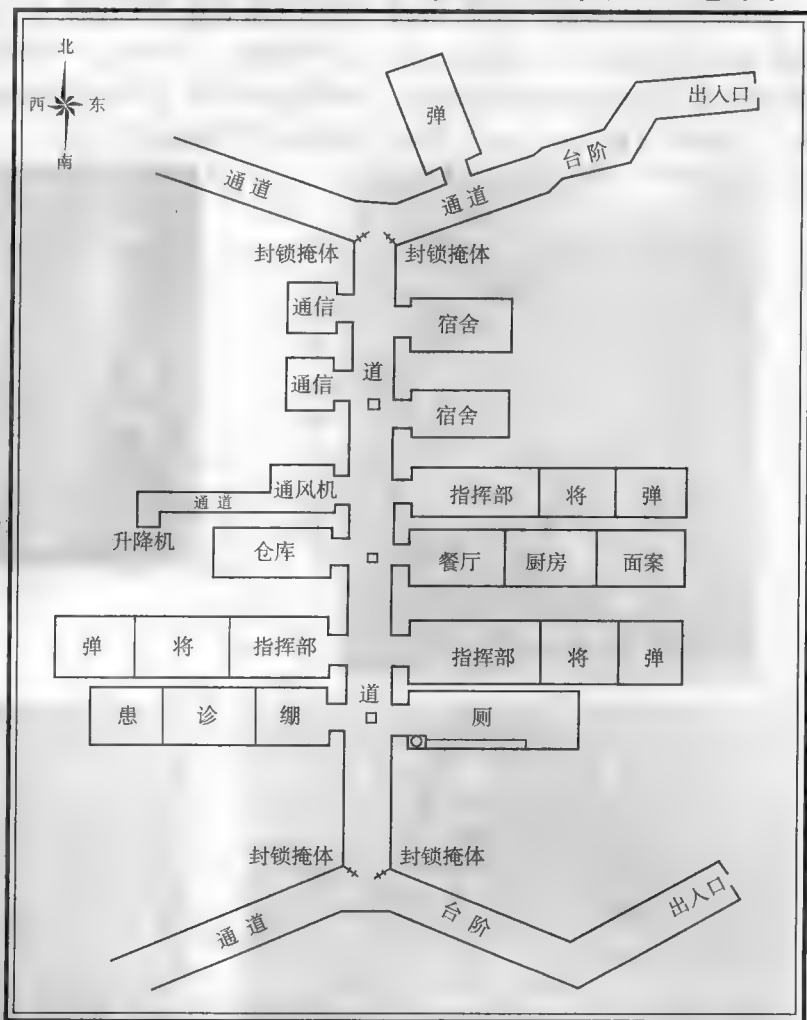 北
西 东
南
弹
出入口
台阶
通道
通道
封锁掩体 封锁掩体
通信
宿舍
道
通信
宿舍
通风机
指挥部 将 弹
通道
升降机
仓库
餐厅 厨房 面案
弹 将 指挥部
指挥部 将 弹
道
患 诊 绷
厕
封锁掩体 封锁掩体
通道
台阶
出入口